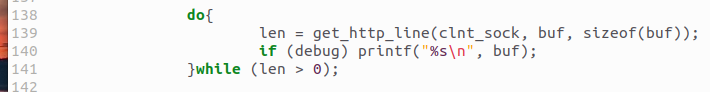 138 do{
139 len = get_http_line(clnt_sock, buf, sizeof(buf));
140 if (debug) printf("%s\n", buf);
141 }while (len > 0);
142